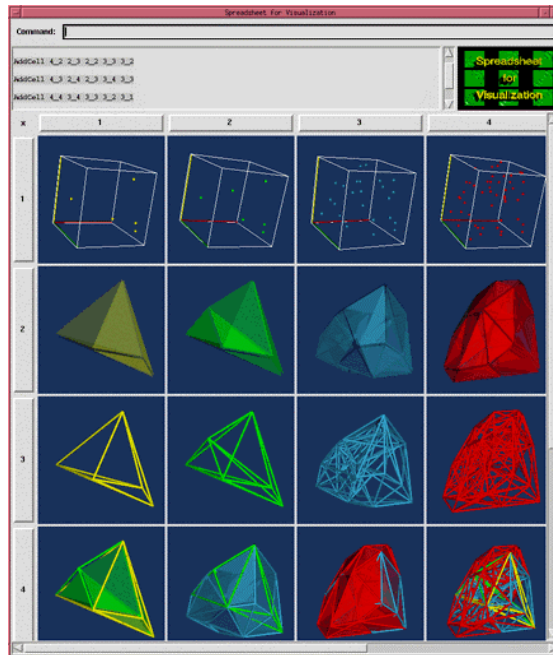 Spreadsheet for Visualization
Command:
AddCell 4_2 2_3 2_2 3_3 3_2
AddCell 4_3 2_4 2_3 3_4 3_3
AddCell 4_4 3_4 3_3 3_2 3_1
Spreadsheet
for
Visualization
x 1 2 3 4
1
2
3
4